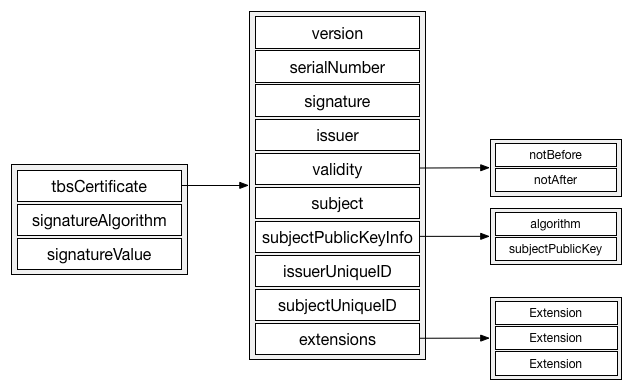 tbsCertificate
signatureAlgorithm
signatureValue
version
serialNumber
signature
issuer
validity
subject
subjectPublicKeyInfo
issuerUniqueID
subjectUniqueID
extensions
notBefore
notAfter
algorithm
subjectPublicKey
Extension
Extension
Extension